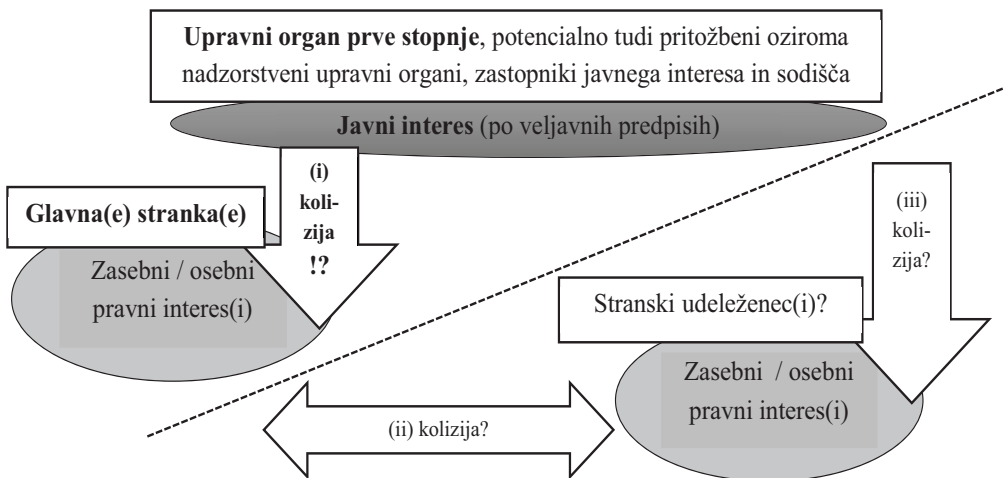 Upravni organ prve stopnje, potencialno tudi pritožbeni oziroma
nadzorstveni upravni organi, zastopniki javnega interesa in sodišča
Javni interes (po veljavnih predpisih)
(i)
koli-
zija
!?
Glavna(e) stranka(e)
Zasebni / osebni
pravni interes(i)
(iii)
koli-
zija?
Stranski udeleženec(i)?
Zasebni / osebni
pravni interes(i)
(ii) kolizija?